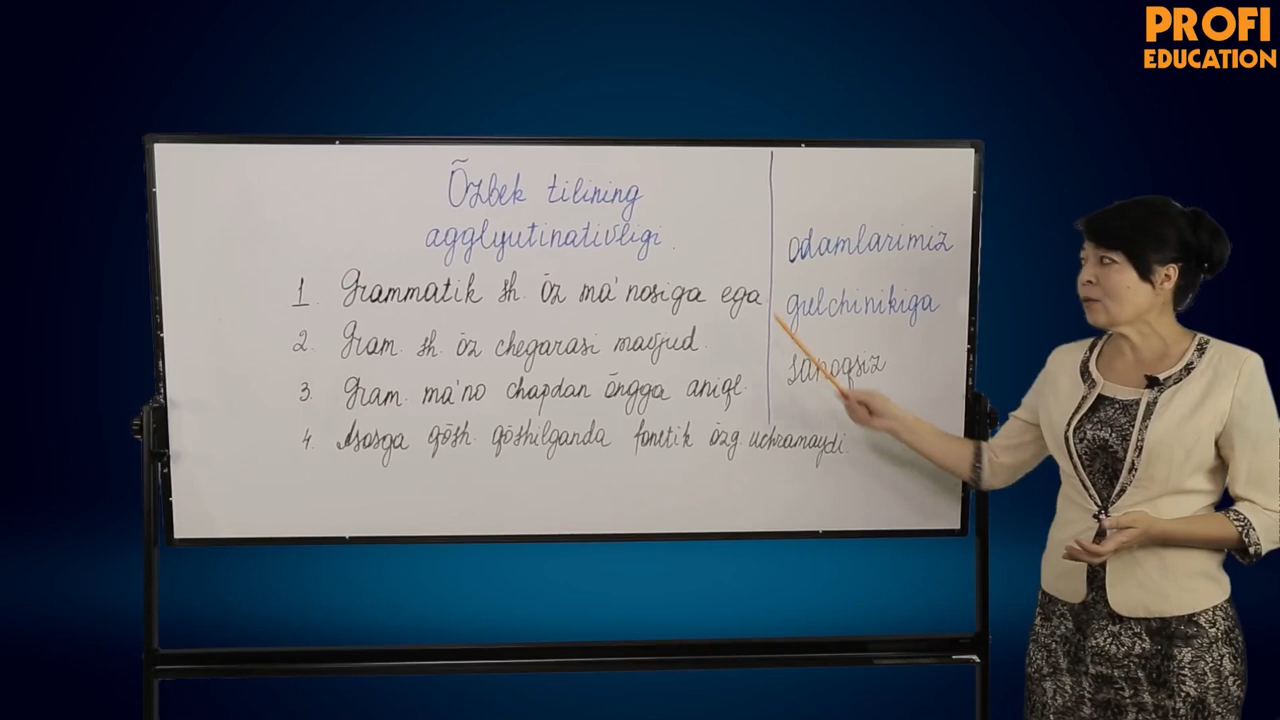 PROFI
EDUCATION
Õzbek tilining
agglyutinativligi.
1. Grammatik sh. õz ma'nosiga ega
2. Gram. sh. õz chegarasi mavjud.
3. Gram. ma'no chapdan õngga aniql.
4. Asosga qõsh. qõshilganda fonetik õzg. uchramaydi.
odamlarimiz
gulchinikiga
sanoqsiz